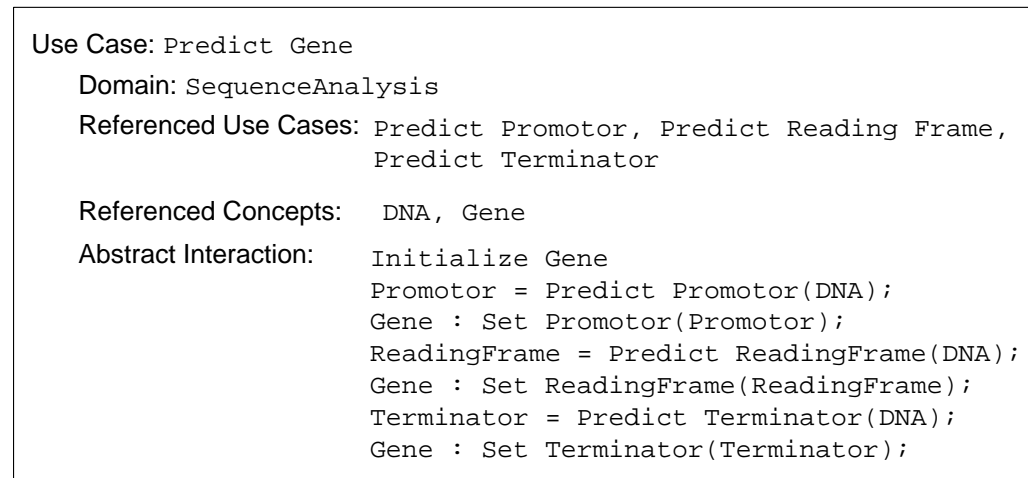 Use Case: Predict Gene
Domain: SequenceAnalysis
Referenced Use Cases: Predict Promotor, Predict Reading Frame,
Predict Terminator
Referenced Concepts: DNA, Gene
Abstract Interaction: Initialize Gene
Promotor = Predict Promotor(DNA);
Gene : Set Promotor(Promotor);
ReadingFrame = Predict ReadingFrame(DNA);
Gene : Set ReadingFrame(ReadingFrame);
Terminator = Predict Terminator(DNA);
Gene : Set Terminator(Terminator);